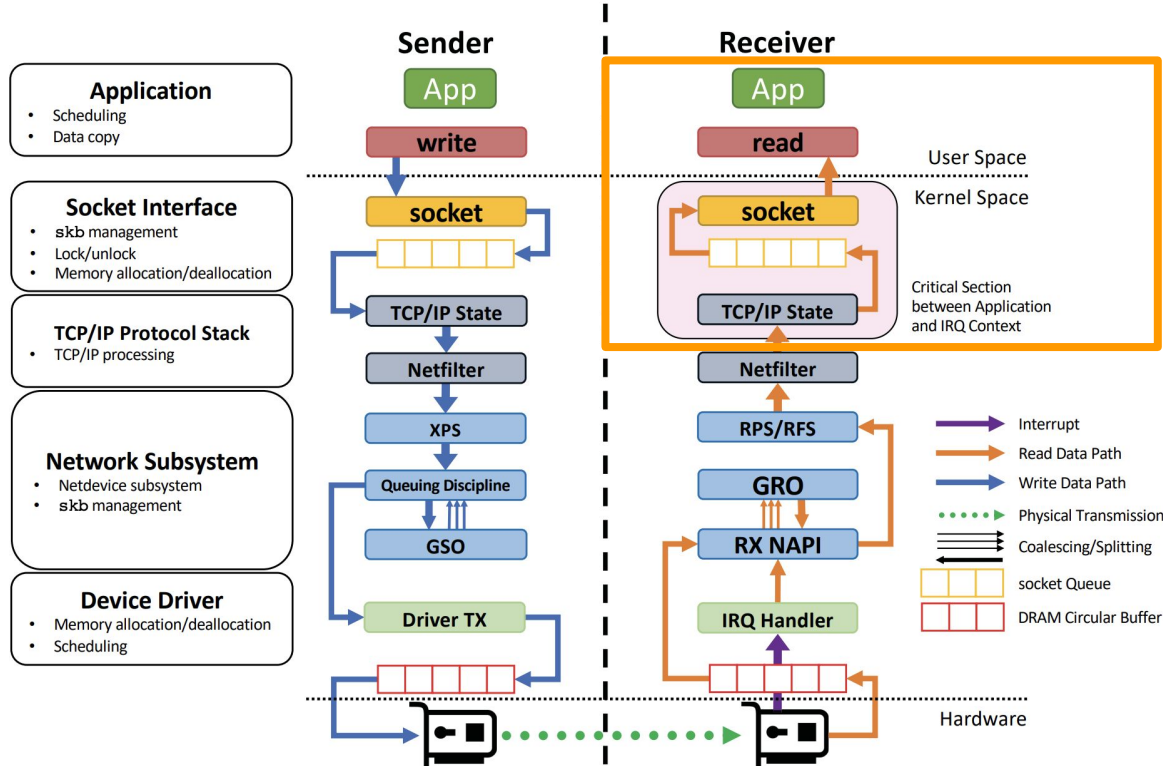 Sender
Receiver
Application
• Scheduling
• Data copy
App
App
write
read
User Space
Kernel Space
Socket Interface
• skb management
• Lock/unlock
• Memory allocation/deallocation
socket
socket
Critical Section
between Application
and IRQ Context
TCP/IP Protocol Stack
• TCP/IP processing
TCP/IP State
TCP/IP State
Netfilter
Netfilter
Network Subsystem
• Netdevice subsystem
• skb management
XPS
RPS/RFS
Queuing Discipline
GRO
GSO
RX NAPI
Device Driver
• Memory allocation/deallocation
• Scheduling
Driver TX
IRQ Handler
Interrupt
Read Data Path
Write Data Path
Physical Transmission
Coalescing/Splitting
socket Queue
DRAM Circular Buffer
Hardware